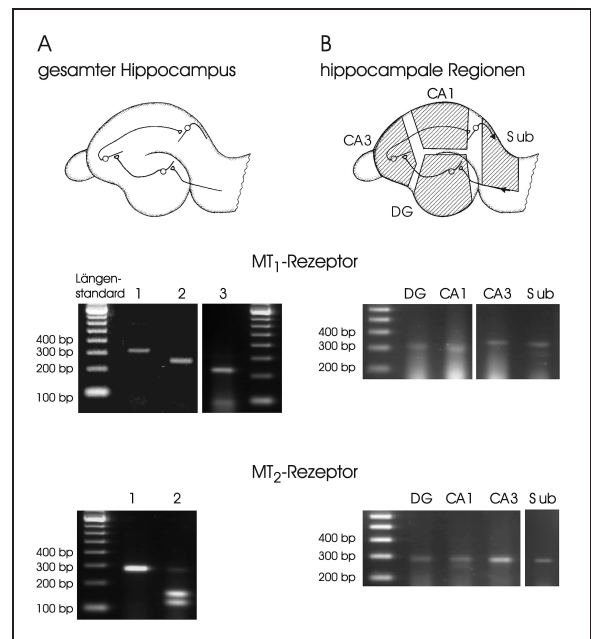 A
gesamter Hippocampus
B
hippocampale Regionen
CA1
CA3
Sub
DG
MT1-Rezeptor
Längen-
standard
1
2
3
400 bp
300 bp
200 bp
100 bp
DG
CA1
CA3
Sub
400 bp
300 bp
200 bp
MT2-Rezeptor
1
2
400 bp
300 bp
200 bp
100 bp
DG
CA1
CA3
Sub
400 bp
300 bp
200 bp